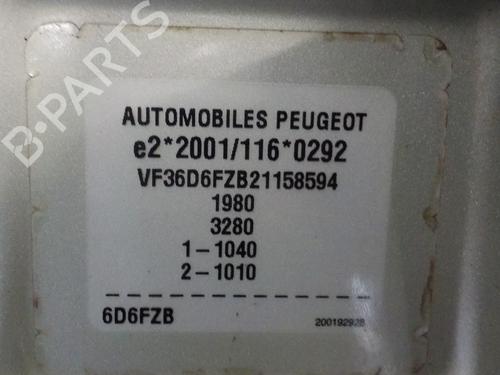 B-PARTS
AUTOMOBILES PEUGEOT
e2*2001/116*0292
VF36D6FZB21158594
1980
3280
1-1040
2-1010
6D6FZB
200192928